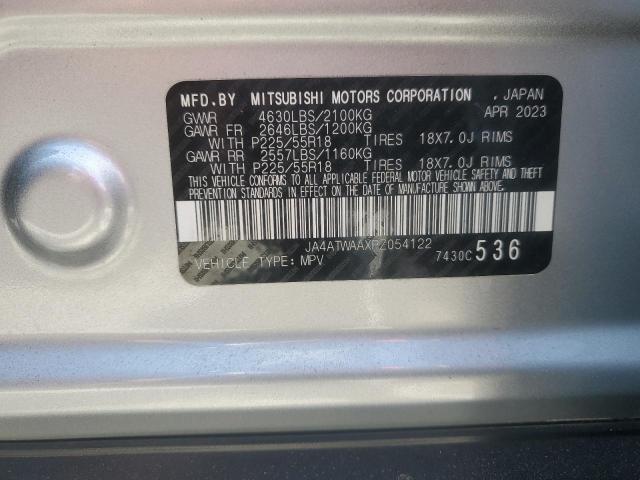 MFD.BY MITSUBISHI MOTORS CORPORATION . JAPAN
GVWR 4630LBS/2100KG APR 2023
GAWR FR 2646LBS/1200KG
WITH P225/55R18 TIRES 18X7.0J RIMS
GAWR RR 2557LBS/1160KG
WITH P225/55R18 TIRES 18X7.0J RIMS
THIS VEHICLE CONFORMS TO ALL APPLICABLE FEDERAL MOTOR VEHICLE SAFETY AND THEFT
PREVENTION STANDARDS IN EFFECT ON THE DATE OF MANUFACTURE SHOWN ABOVE.
JA4ATWAAXPZ054122
VEHICLE TYPE: MPV 7430C 536